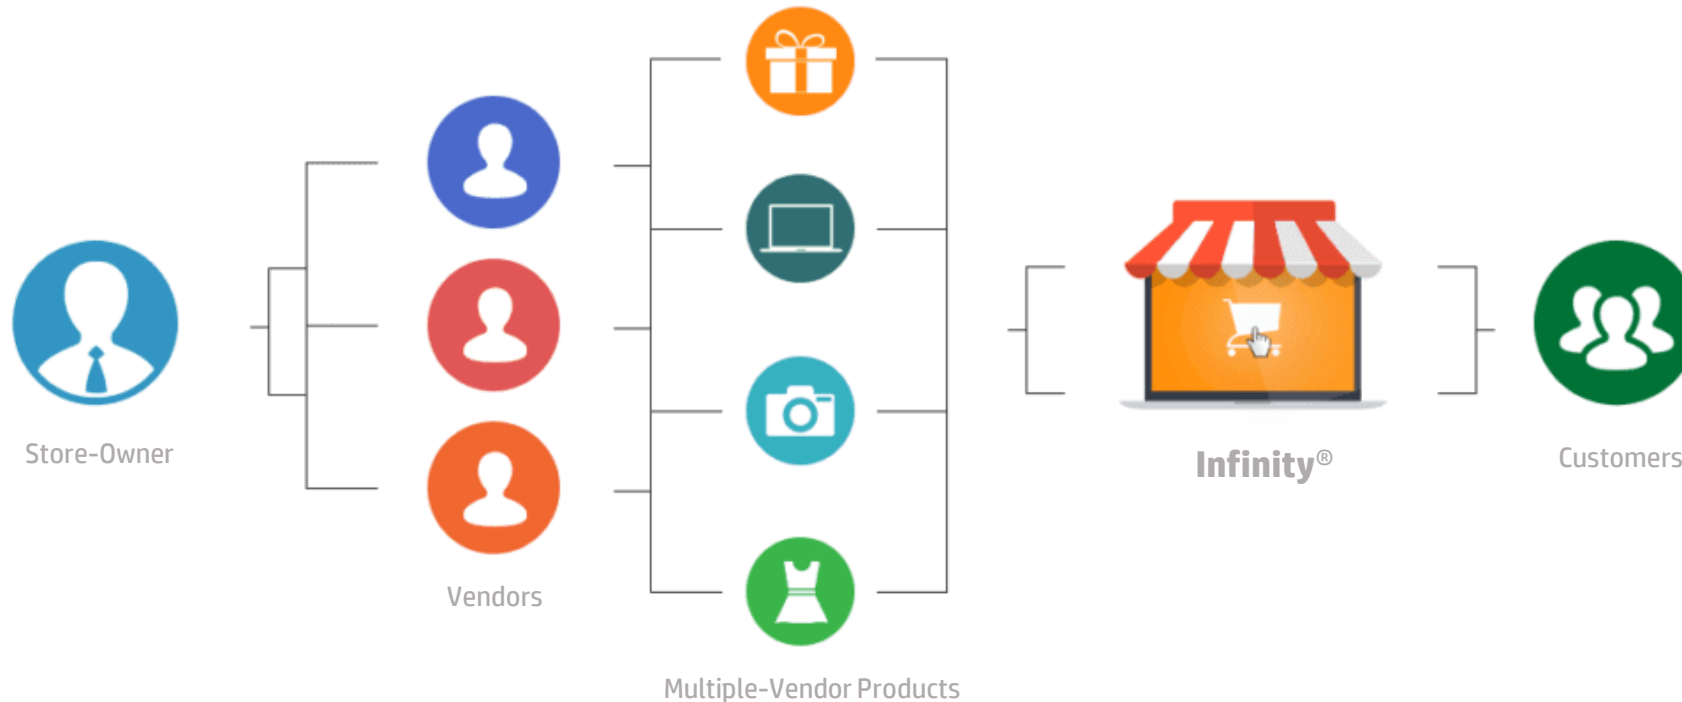 Store-Owner
Vendors
Multiple-Vendor Products
Infinity®
Customers